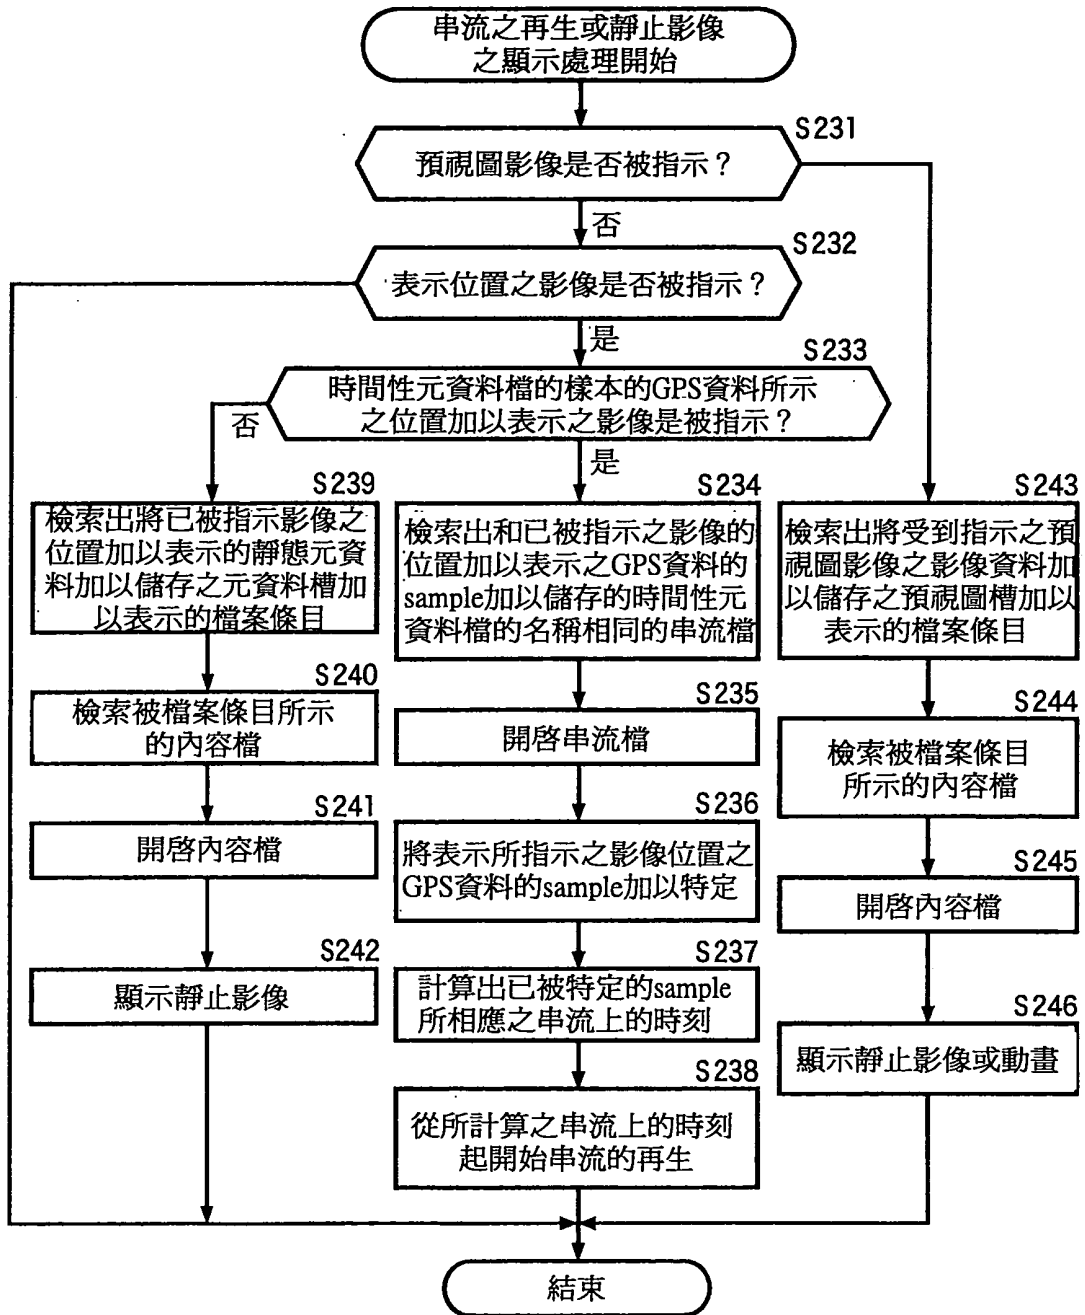 串流之再生或靜止影像
之顯示處理開始
S231
預視圖影像是否被指示？
否
S232
表示位置之影像是否被指示？
是
S233
時間性元資料檔的樣本的GPS資料所示
之位置加以表示之影像是被指示？
否
是
S239
檢索出將已被指示影像之
位置加以表示的靜態元資
料加以儲存之元資料槽加
以表示的檔案條目
S240
檢索被檔案條目所示
的內容檔
S241
開啓內容檔
S242
顯示靜止影像
S234
檢索出和已被指示之影像的
位置加以表示之GPS資料的
sample加以儲存的時間性元
資料檔的名稱相同的串流檔
S235
開啓串流檔
S236
將表示所指示之影像位置之
GPS資料的sample加以特定
S237
計算出已被特定的sample
所相應之串流上的時刻
S238
從所計算之串流上的時刻
起開始串流的再生
S243
檢索出將受到指示之預
視圖影像之影像資料加
以儲存之預視圖槽加以
表示的檔案條目
S244
檢索被檔案條目
所示的內容檔
S245
開啓內容檔
S246
顯示靜止影像或動畫
結束